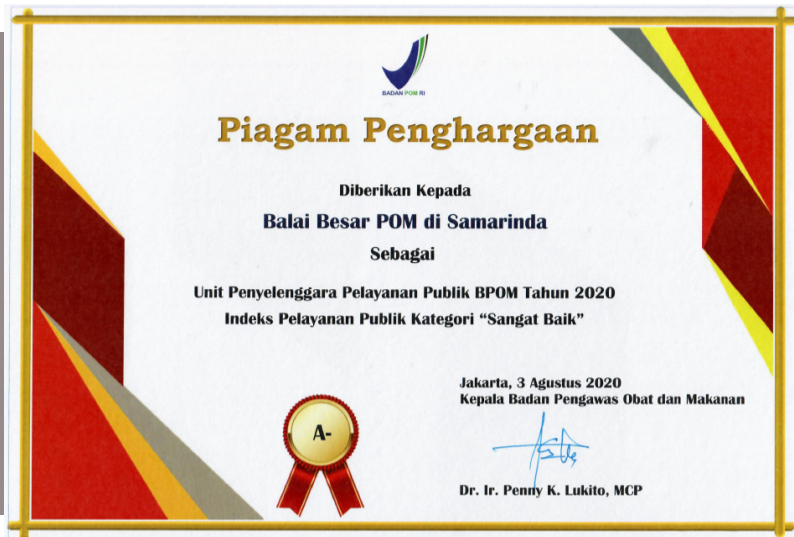 BADAN POM RI
Piagam Penghargaan
Diberikan Kepada
Balai Besar POM di Samarinda
Sebagai
Unit Penyelenggara Pelayanan Publik BPOM Tahun 2020
Indeks Pelayanan Publik Kategori “Sangat Baik”
Jakarta, 3 Agustus 2020
Kepala Badan Pengawas Obat dan Makanan
A-
Dr. Ir. Penny K. Lukito, MCP